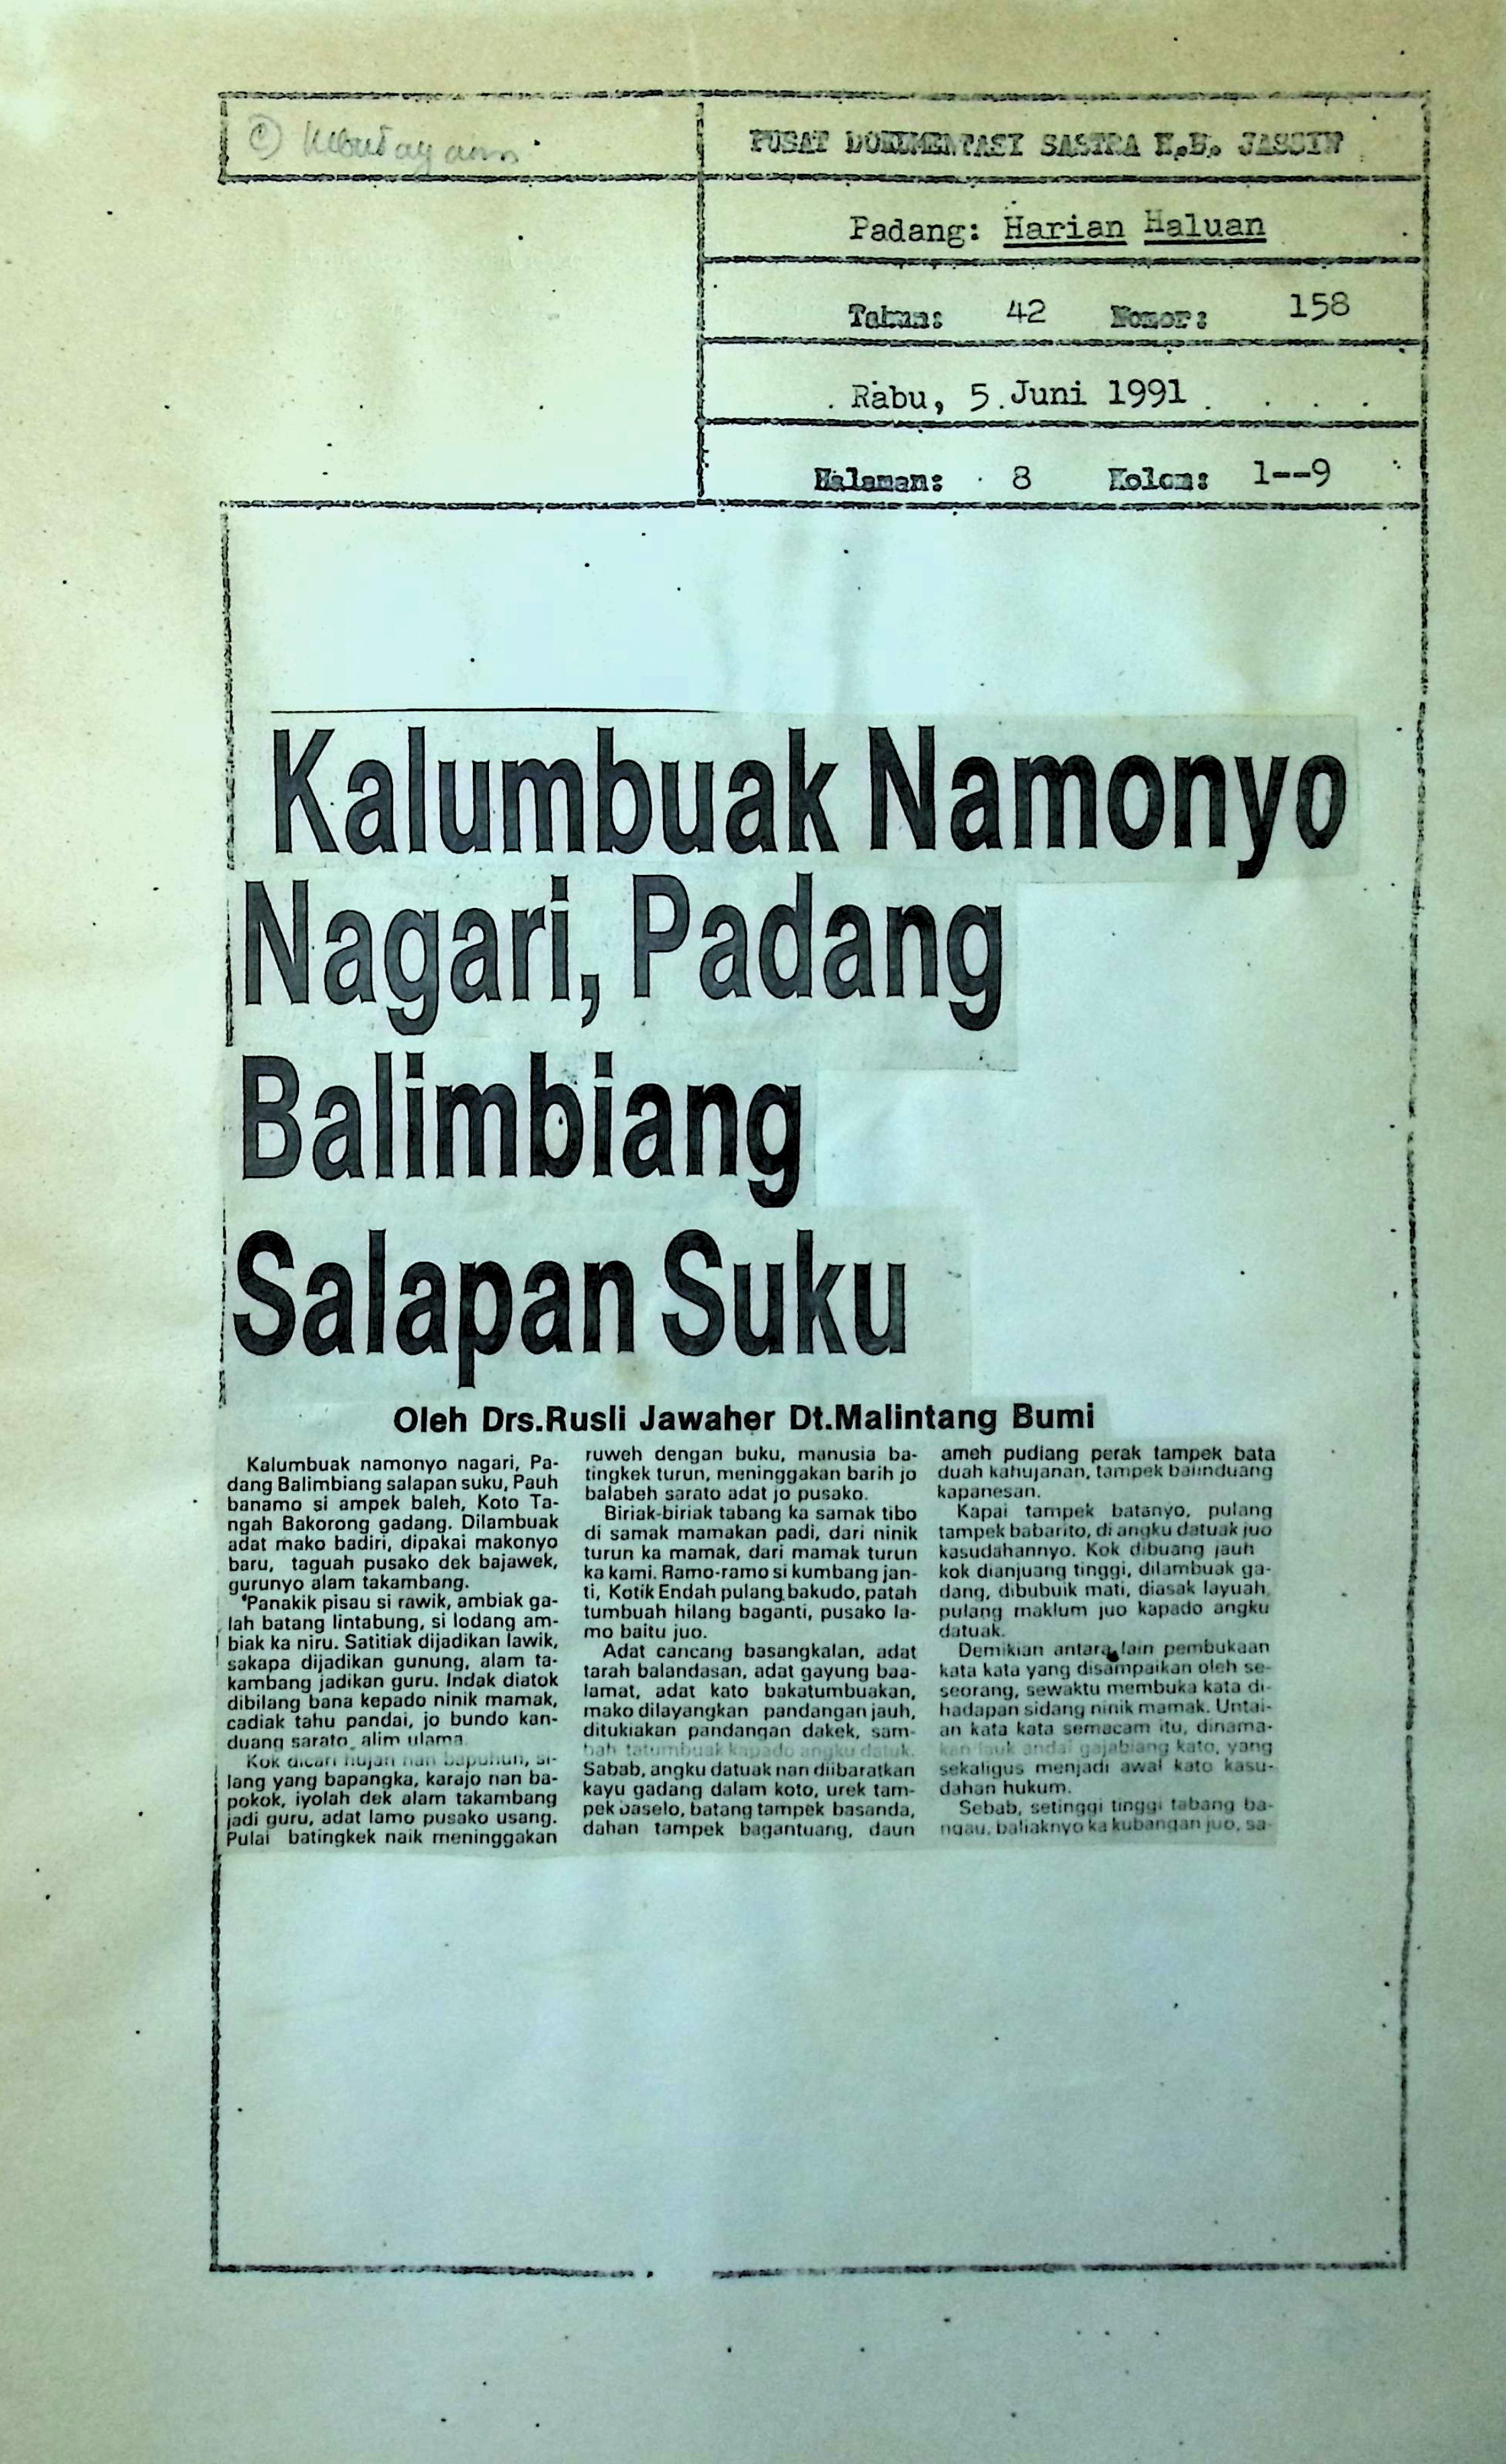 © Kebudayaan
PUSAT DOKUMENTASI SASTRA H.B. JASSIN
Padang: Harian Haluan
Tahun: 42 Nomor: 158
Rabu, 5 Juni 1991
Halaman: 8 Kolom: 1--9
Kalumbuak Namonyo
Nagari, Padang
Balimbiang
Salapan Suku
Oleh Drs.Rusli Jawaher Dt.Malintang Bumi
Kalumbuak namonyo nagari, Pa-
dang Balimbiang salapan suku, Pauh
banamo si ampek baleh, Koto Ta-
ngah Bakorong gadang. Dilambuak
adat mako badiri, dipakai makonyo
baru, taguah pusako dek bajawek,
gurunyo alam takambang.
"Panakik pisau si rawik, ambiak ga-
lah batang lintabung, si lodang am-
biak ka niru. Satitiak dijadikan lawik,
sakapa dijadikan gunung, alam ta-
kambang jadikan guru. Indak diatok
dibilang bana kepado ninik mamak,
cadiak tahu pandai, jo bundo kan-
duang sarato alim ulama
Kok dicari hujan nan bapuhun, si-
lang yang bapangka, karajo nan ba-
pokok, iyolah dek alam takambang
jadi guru, adat lamo pusako usang.
Pulai batingkek naik meninggakan
ruweh dengan buku, manusia ba-
tingkek turun, meninggakan barih jo
balabeh sarato adat jo pusako.
Biriak-biriak tabang ka samak tibo
di samak mamakan padi, dari ninik
turun ka mamak, dari mamak turun
ka kami. Ramo-ramo si kumbang jan-
ti, Kotik Endah pulang bakudo, patah
tumbuah hilang baganti, pusako la-
mo baitu juo.
Adat cancang basangkalan, adat
tarah balandasan, adat gayung baa-
lamat, adat kato bakatumbuakan,
mako dilayangkan pandangan jauh,
ditukiakan pandangan dakek, sam-
bah tatumbuak kapado angku datuk.
Sabab, angku datuak nan diibaratkan
kayu gadang dalam koto, urek tam-
pek baselo, batang tampek basanda,
dahan tampek bagantuang, daun
ameh pudiang perak tampek bata
duah kahujanan, tampek balinduang
kapanesan.
Kapai tampek batanyo, pulang
tampek babarito, di angku datuak juo
kasudahannyo. Kok dibuang jauh
kok dianjuang tinggi, dilambuak ga-
dang, dibubuik mati, diasak layuah
pulang maklum juo kapado angku
datuak.
Demikian antara lain pembukaan
kata kata yang disampaikan oleh se-
seorang, sewaktu membuka kata di-
hadapan sidang ninik mamak. Untai-
an kata kata semacam itu, dinama-
kan lauk andai gajabiang kato, yang
sekaligus menjadi awal kato kasu-
dahan hukum.
Sebab, setinggi tinggi tabang ba-
ngau, baliaknyo ka kubangan juo, sa-